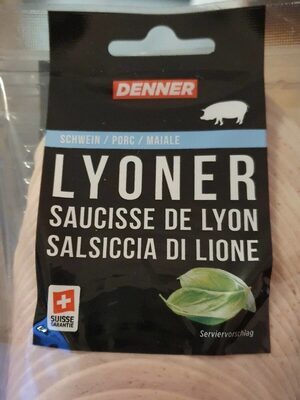 DENNER
SCHWEIN / PORC / MAIALE
LYONER
SAUCISSE DE LYON
SALSICCIA DI LIONE
SUISSE
GARANTIE
Serviervorschlag